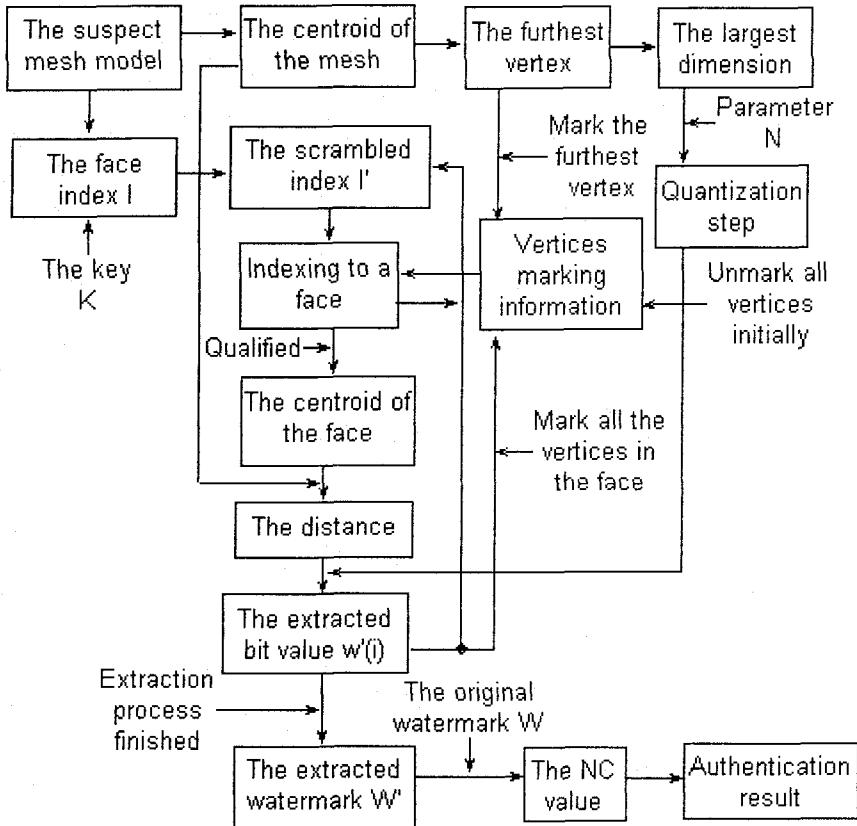 The suspect
mesh model
The centroid of
the mesh
The furthest
vertex
The largest
dimension
Mark the
furthest
vertex
Parameter
N
The face
index I
The scrambled
index I'
Quantization
step
The key
K
Indexing to a
face
Vertices
marking
information
Unmark all
vertices
initially
Qualified
The centroid of
the face
Mark all the
vertices in
the face
The distance
The extracted
bit value w'(i)
Extraction
process
finished
The original
watermark W
The extracted
watermark W'
The NC
value
Authentication
result